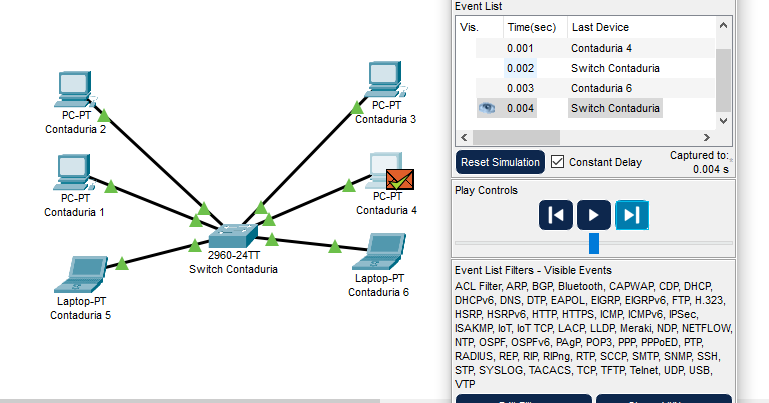 Event List
Vis. Time(sec) Last Device
0.001 Contaduria 4
0.002 Switch Contaduria
0.003 Contaduria 6
0.004 Switch Contaduria
Reset Simulation Constant Delay Captured to:
0.004 s
Play Controls
Event List Filters - Visible Events
ACL Filter, ARP, BGP, Bluetooth, CAPWAP, CDP, DHCP,
DHCPv6, DNS, DTP, EAPOL, EIGRP, EIGRPv6, FTP, H.323,
HSRP, HSRPv6, HTTP, HTTPS, ICMP, ICMPv6, IPSec,
ISAKMP, IoT, IoT TCP, LACP, LLDP, Meraki, NDP, NETFLOW,
NTP, OSPF, OSPFv6, PAgP, POP3, PPP, PPPoED, PTP,
RADIUS, REP, RIP, RIPng, RTP, SCCP, SMTP, SNMP, SSH,
STP, SYSLOG, TACACS, TCP, TFTP, Telnet, UDP, USB,
VTP
PC-PT
Contaduria 2
PC-PT
Contaduria 3
PC-PT
Contaduria 1
PC-PT
Contaduria 4
2960-24TT
Switch Contaduria
Laptop-PT
Contaduria 5
Laptop-PT
Contaduria 6